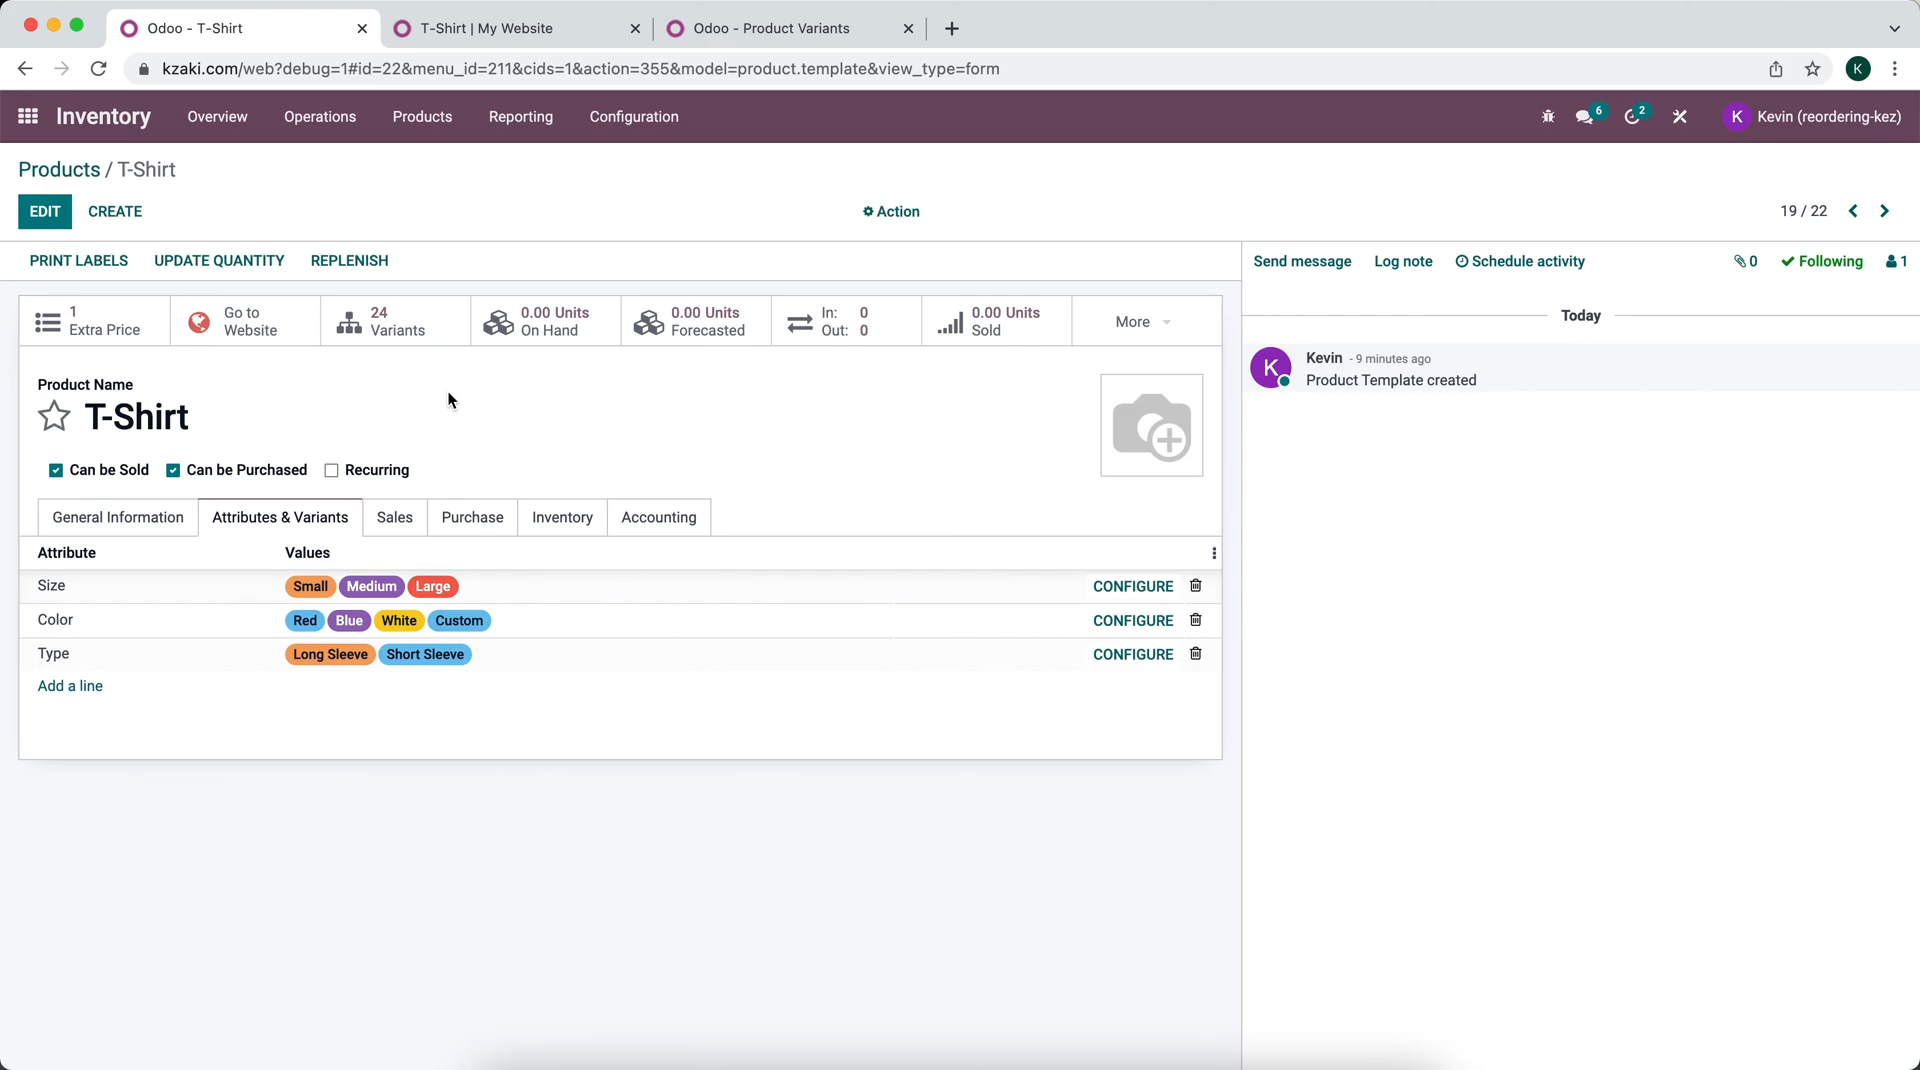 Odoo - T-Shirt
T-Shirt | My Website
Odoo - Product Variants
kzaki.com/web?debug=1#id=22&menu_id=211&cids=1&action=355&model=product.template&view_type=form
K
Inventory
Overview
Operations
Products
Reporting
Configuration
6
2
K
Kevin (reordering-kez)
Products / T-Shirt
EDIT
CREATE
Action
19 / 22
PRINT LABELS
UPDATE QUANTITY
REPLENISH
Send message
Log note
Schedule activity
0
Following
1
1
Extra Price
Go to
Website
24
Variants
0.00 Units
On Hand
0.00 Units
Forecasted
In: 0
Out: 0
0.00 Units
Sold
More
Today
K
Kevin - 9 minutes ago
Product Template created
Product Name
T-Shirt
Can be Sold
Can be Purchased
Recurring
General Information
Attributes & Variants
Sales
Purchase
Inventory
Accounting
Attribute
Values
Size
Small
Medium
Large
CONFIGURE
Color
Red
Blue
White
Custom
CONFIGURE
Type
Long Sleeve
Short Sleeve
CONFIGURE
Add a line